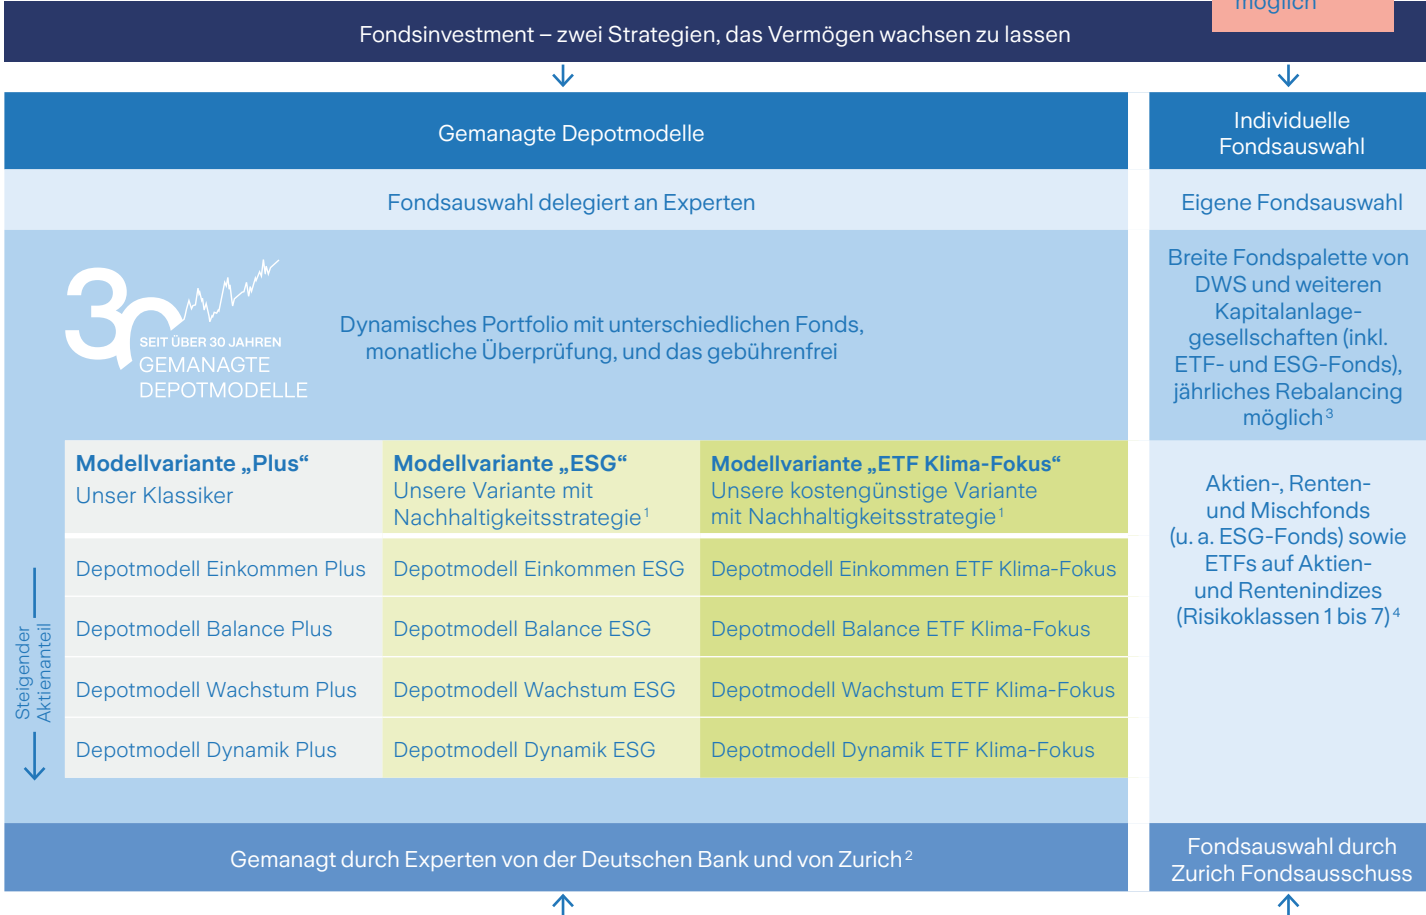 möglich
Fondsinvestment – zwei Strategien, das Vermögen wachsen zu lassen
Gemanagte Depotmodelle
Fondsauswahl delegiert an Experten
30
SEIT ÜBER 30 JAHREN
GEMANAGTE
DEPOTMODELLE
Dynamisches Portfolio mit unterschiedlichen Fonds,
monatliche Überprüfung, und das gebührenfrei
Modellvariante „Plus“
Unser Klassiker
Modellvariante „ESG“
Unsere Variante mit
Nachhaltigkeitsstrategie¹
Modellvariante „ETF Klima-Fokus“
Unsere kostengünstige Variante
mit Nachhaltigkeitsstrategie¹
Steigender
Aktienanteil
Depotmodell Einkommen Plus
Depotmodell Einkommen ESG
Depotmodell Einkommen ETF Klima-Fokus
Depotmodell Balance Plus
Depotmodell Balance ESG
Depotmodell Balance ETF Klima-Fokus
Depotmodell Wachstum Plus
Depotmodell Wachstum ESG
Depotmodell Wachstum ETF Klima-Fokus
Depotmodell Dynamik Plus
Depotmodell Dynamik ESG
Depotmodell Dynamik ETF Klima-Fokus
Gemanagt durch Experten von der Deutschen Bank und von Zurich²
Individuelle
Fondsauswahl
Eigene Fondsauswahl
Breite Fondspalette von
DWS und weiteren
Kapitalanlage-
gesellschaften (inkl.
ETF- und ESG-Fonds),
jährliches Rebalancing
möglich³
Aktien-, Renten-
und Mischfonds
(u. a. ESG-Fonds) sowie
ETFs auf Aktien-
und Rentenindizes
(Risikoklassen 1 bis 7)⁴
Fondsauswahl durch
Zurich Fondsausschuss